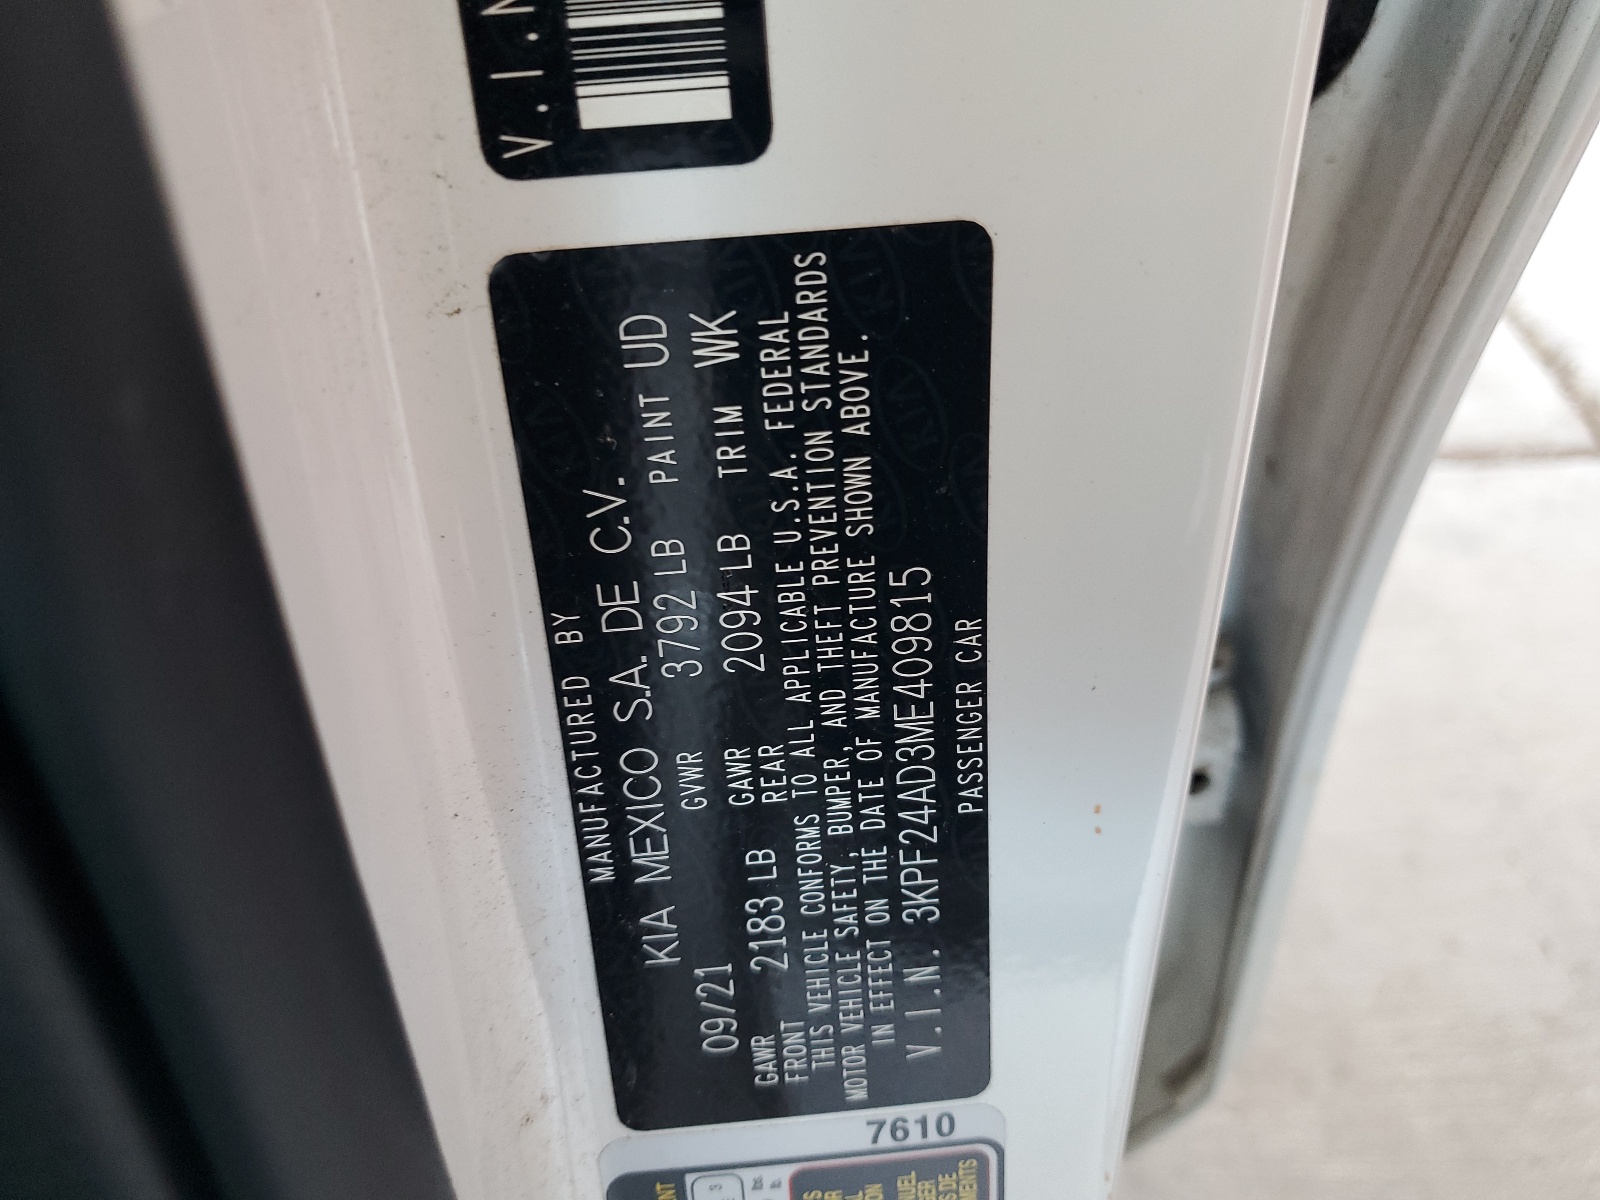 MANUFACTURED BY
KIA MEXICO S.A. DE C.V.
09/21 GVWR 3792 LB PAINT UD
GAWR FRONT 2183 LB GAWR REAR 2094 LB TRIM WK
THIS VEHICLE CONFORMS TO ALL APPLICABLE U.S.A. FEDERAL
MOTOR VEHICLE SAFETY, BUMPER, AND THEFT PREVENTION STANDARDS
IN EFFECT ON THE DATE OF MANUFACTURE SHOWN ABOVE.
V.I.N. 3KPF24AD3ME409815
PASSENGER CAR
V.I.N
7610